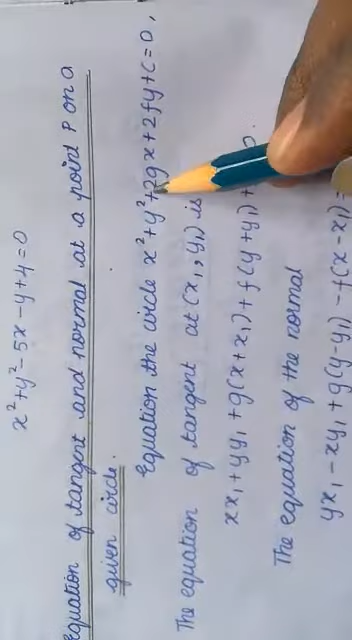 x²+y²-5x-y+4=0
Equation of tangent and normal at a point P on a
given circle.
Equation the circle x²+y²+2gx+2fy+c=0,
The equation of tangent at (x₁,y₁) is
xx₁+yy₁+g(x+x₁)+f(y+y₁)+
The equation of the normal
yx₁-xy₁+g(y-y₁)-f(x-x₁)=